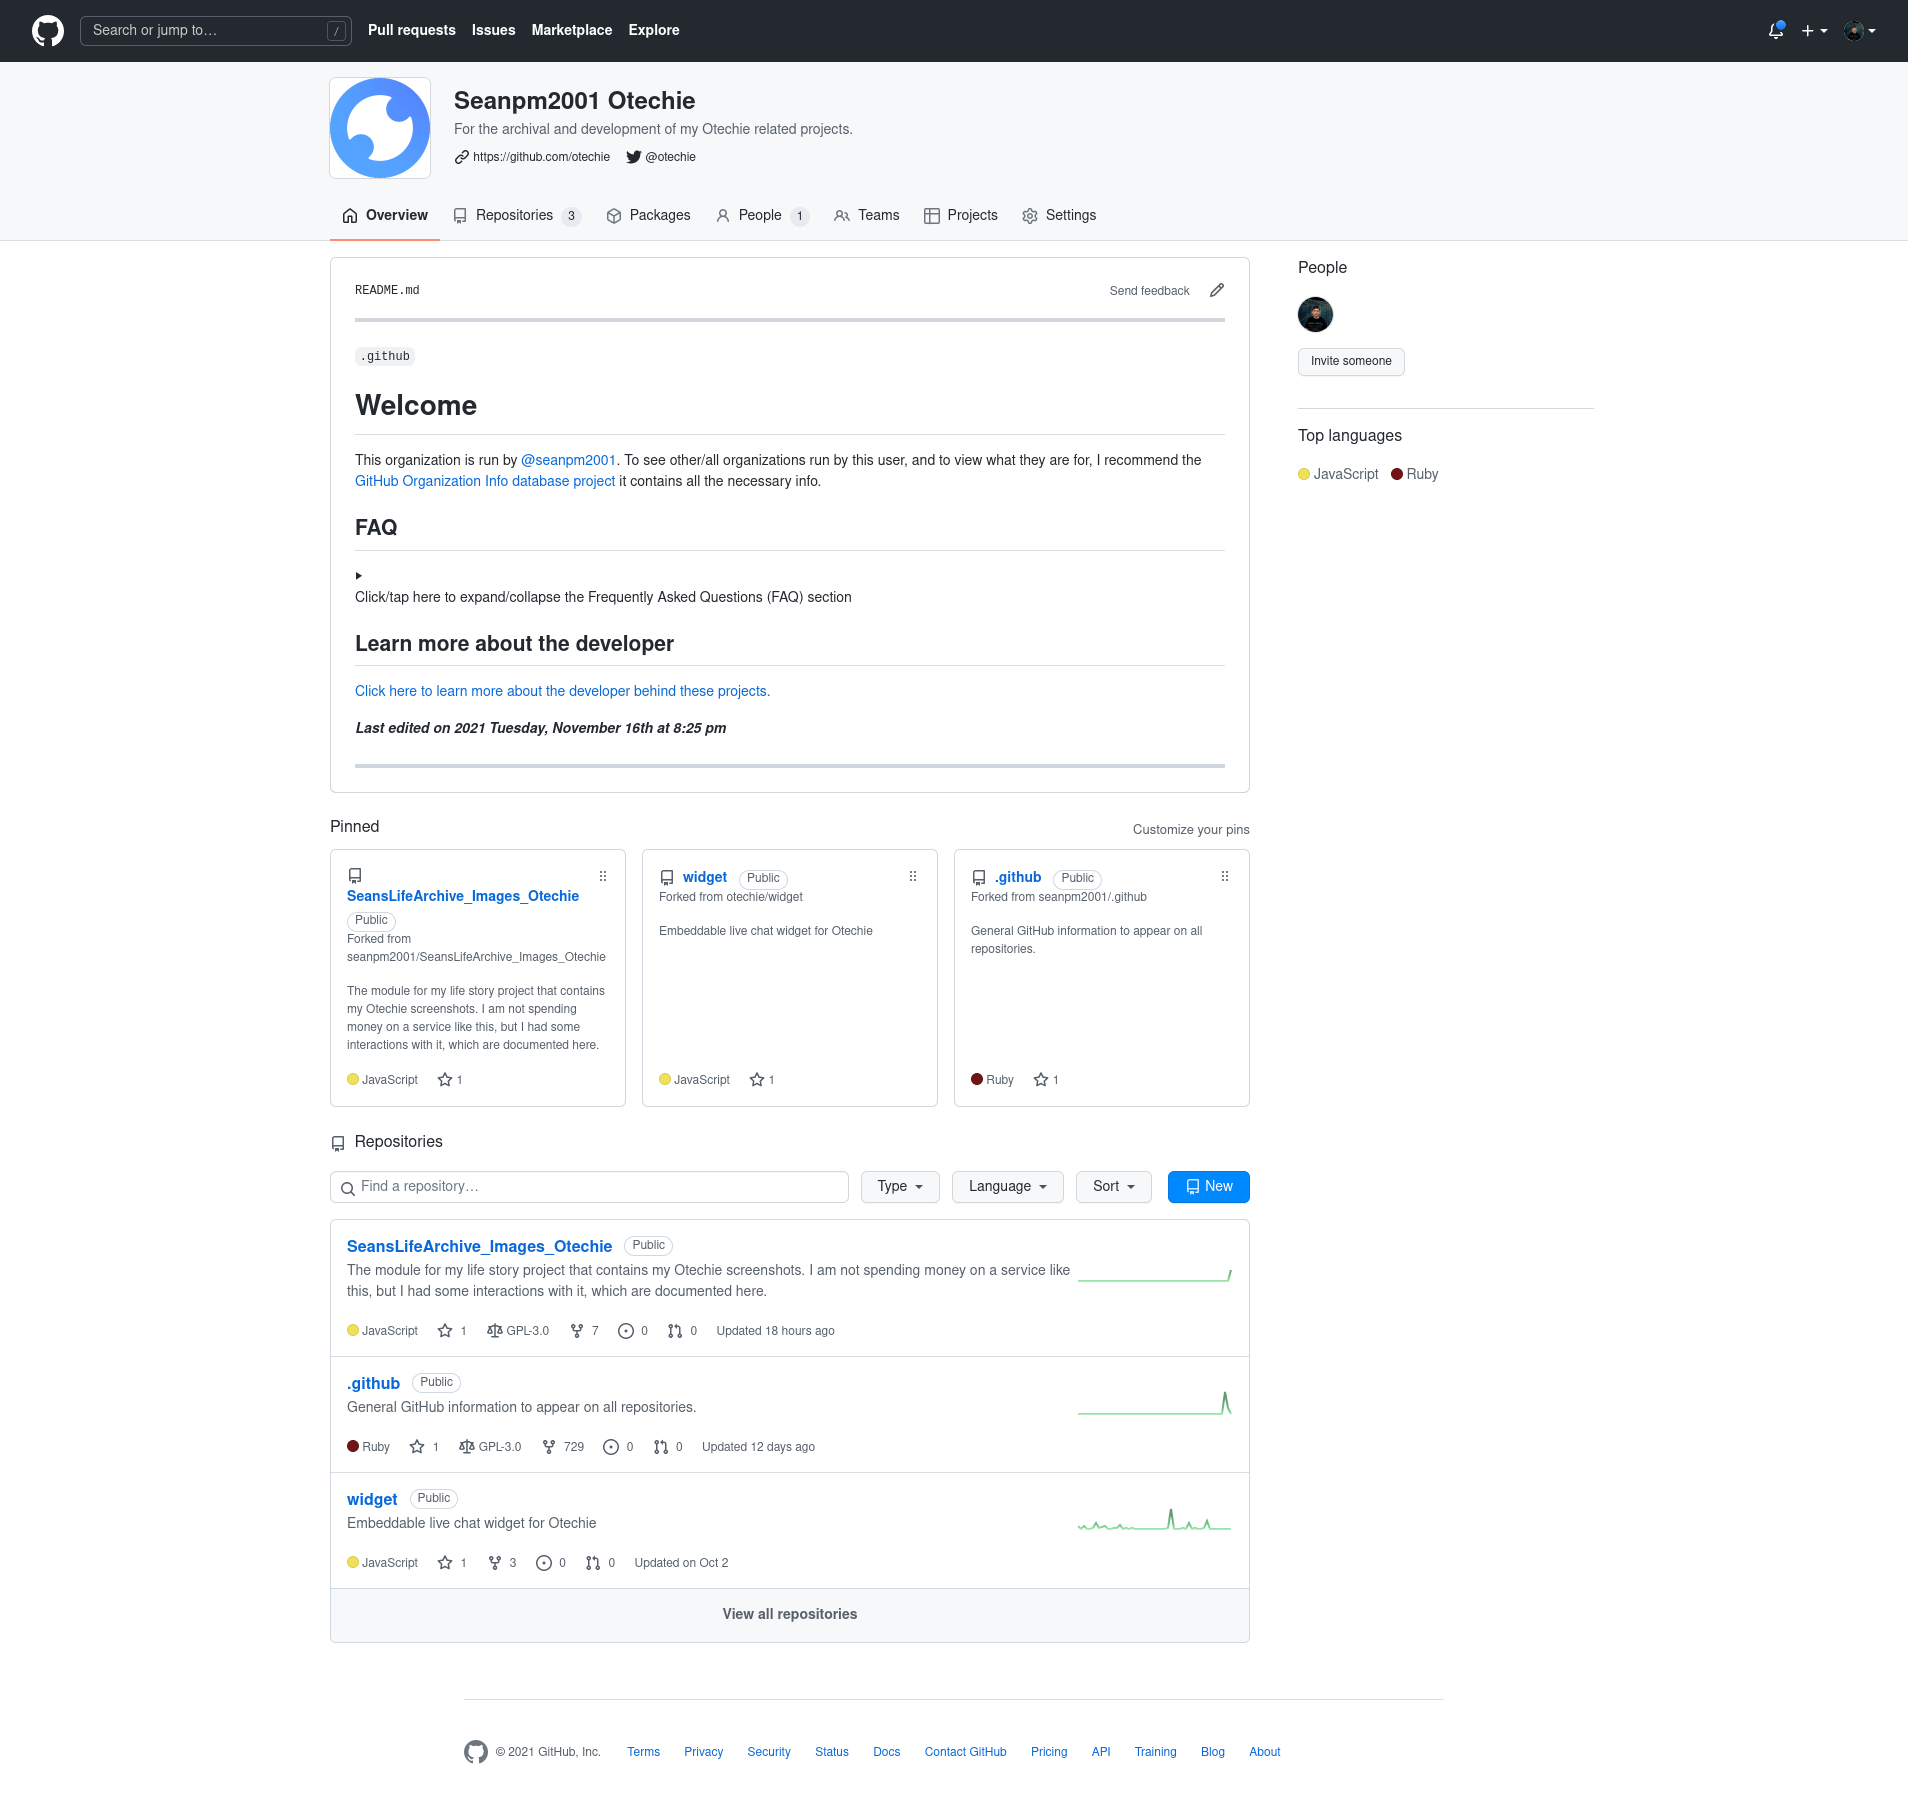 Search or jump to… /
Pull requests Issues Marketplace Explore
Seanpm2001 Otechie
For the archival and development of my Otechie related projects.
https://github.com/otechie @otechie
Overview Repositories 3 Packages People 1 Teams Projects Settings
README.md Send feedback
.github
Welcome
This organization is run by @seanpm2001. To see other/all organizations run by this user, and to view what they are for, I recommend the
GitHub Organization Info database project it contains all the necessary info.
FAQ
Click/tap here to expand/collapse the Frequently Asked Questions (FAQ) section
Learn more about the developer
Click here to learn more about the developer behind these projects.
Last edited on 2021 Tuesday, November 16th at 8:25 pm
People
Invite someone
Top languages
JavaScript Ruby
Pinned Customize your pins
SeansLifeArchive_Images_Otechie
Public
Forked from
seanpm2001/SeansLifeArchive_Images_Otechie
The module for my life story project that contains
my Otechie screenshots. I am not spending
money on a service like this, but I had some
interactions with it, which are documented here.
JavaScript 1
widget Public
Forked from otechie/widget
Embeddable live chat widget for Otechie
JavaScript 1
.github Public
Forked from seanpm2001/.github
General GitHub information to appear on all
repositories.
Ruby 1
Repositories
Find a repository… Type Language Sort New
SeansLifeArchive_Images_Otechie Public
The module for my life story project that contains my Otechie screenshots. I am not spending money on a service like
this, but I had some interactions with it, which are documented here.
JavaScript 1 GPL-3.0 7 0 0 Updated 18 hours ago
.github Public
General GitHub information to appear on all repositories.
Ruby 1 GPL-3.0 729 0 0 Updated 12 days ago
widget Public
Embeddable live chat widget for Otechie
JavaScript 1 3 0 0 Updated on Oct 2
View all repositories
© 2021 GitHub, Inc. Terms Privacy Security Status Docs Contact GitHub Pricing API Training Blog About